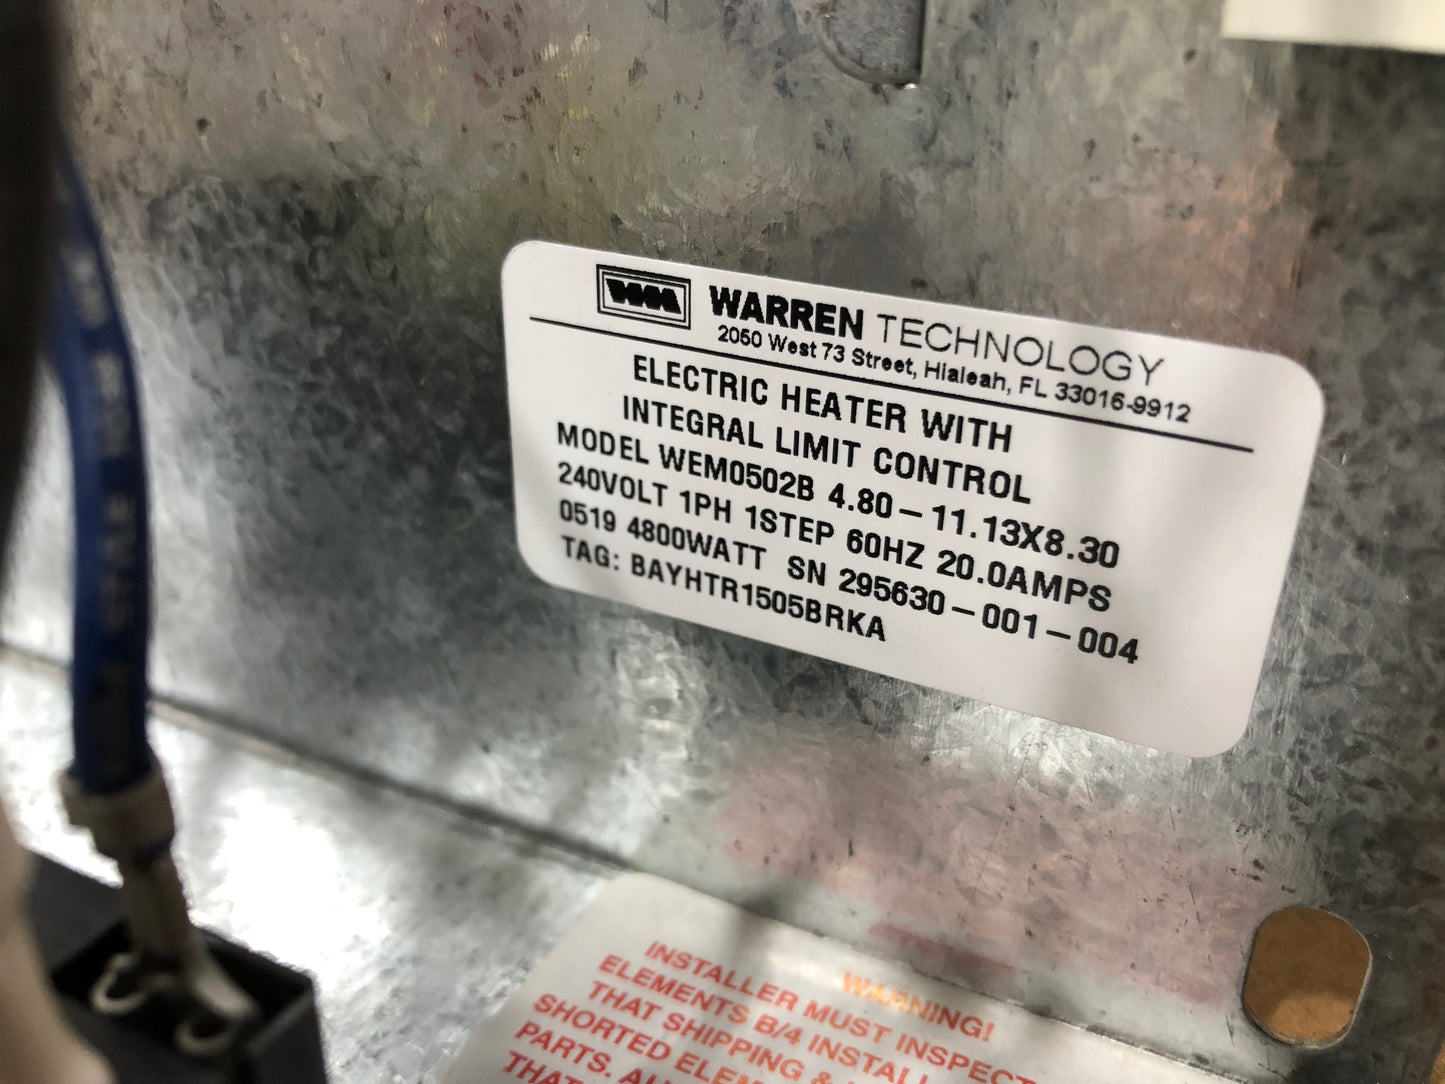 WARREN TECHNOLOGY
2050 West 73 Street, Hialeah, FL 33016-9912
ELECTRIC HEATER WITH
INTEGRAL LIMIT CONTROL
MODEL WEM0502B 4.80-11.13X8.30
240VOLT 1PH 1STEP 60HZ 20.0AMPS
0519 4800WATT SN 295630-001-004
TAG: BAYHTR1505BRKA
WARNING!
INSTALLER MUST INSPECT
ELEMENTS B/4 INSTALL
THAT SHIPPING &
SHORTED ELEM
PARTS.
THAT